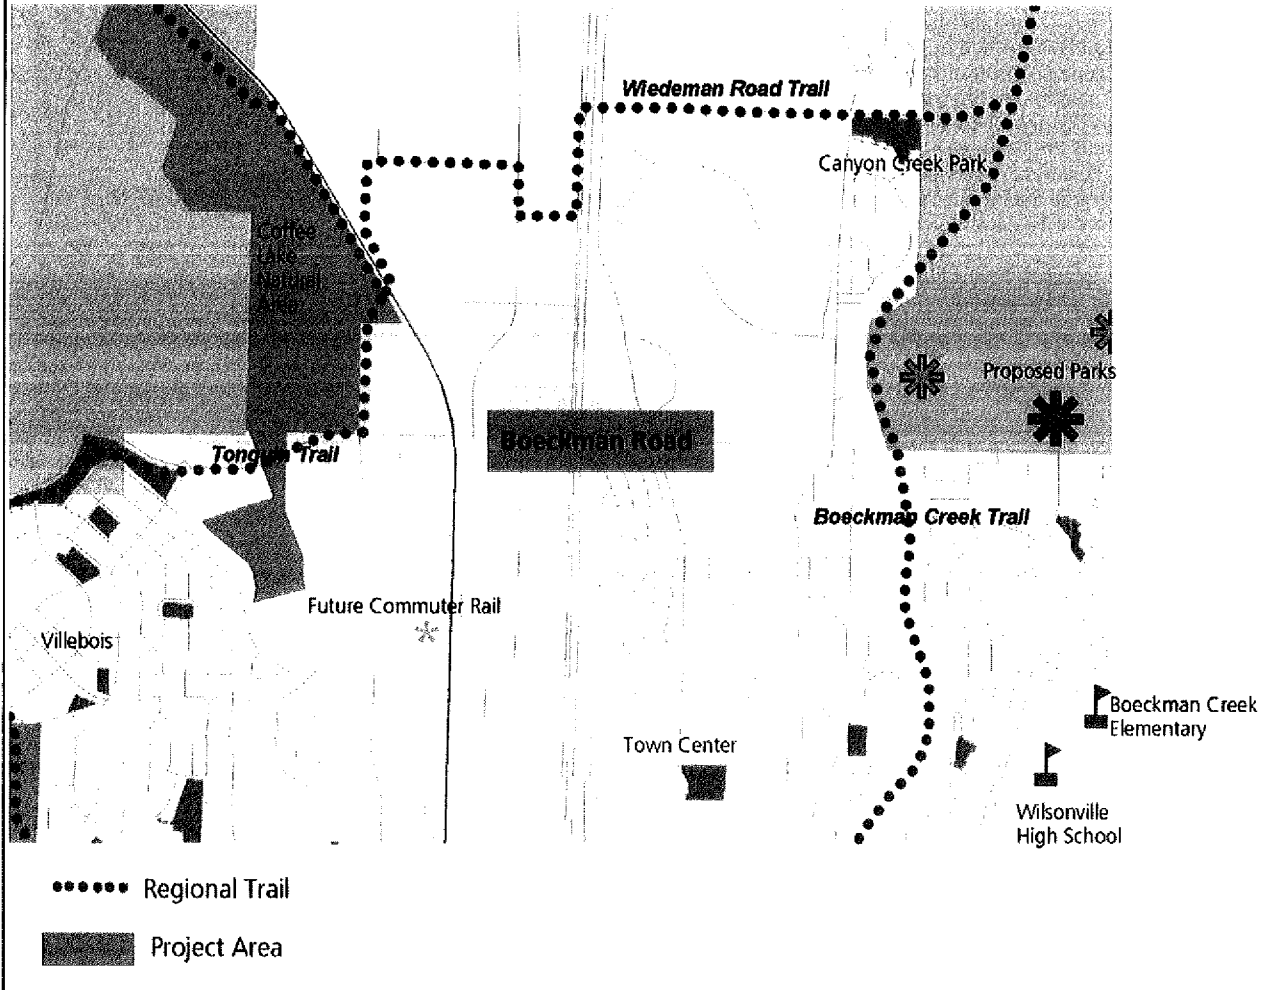 Wiedeman Road Trail
Canyon Creek Park
Coffee
Lake
Natural
Area
Proposed Parks
Boeckman Road
Tonquin Trail
Boeckman Creek Trail
Future Commuter Rail
Villebois
Boeckman Creek
Elementary
Town Center
Wilsonville
High School
Regional Trail
Project Area